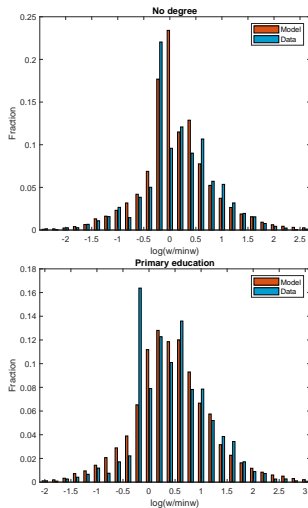 No degree
0.25
Model
Data
0.2
0.15
Fraction
0.1
0.05
0
-2 -1.5 -1 -0.5 0 0.5 1 1.5 2 2.5
log(w/minw)
Primary education
0.18
Model
Data
0.16
0.14
0.12
0.1
Fraction
0.08
0.06
0.04
0.02
0
-2 -1.5 -1 -0.5 0 0.5 1 1.5 2 2.5 3
log(w/minw)